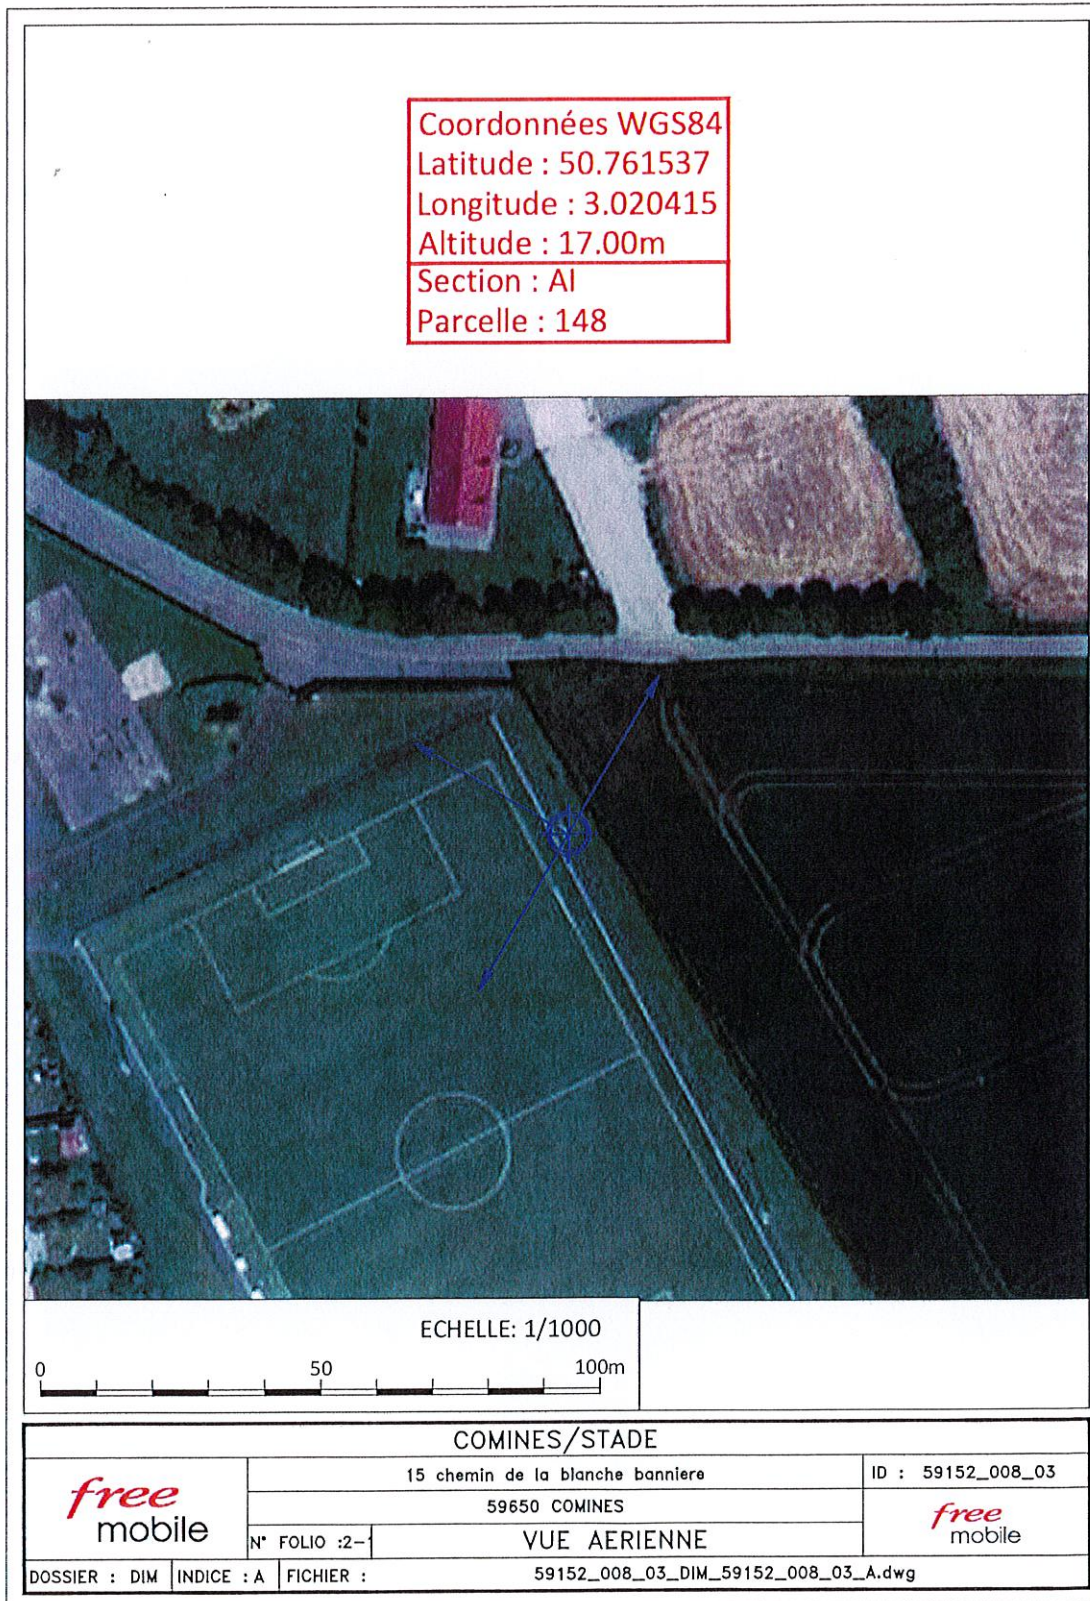 Coordonnées WGS84
Latitude : 50.761537
Longitude : 3.020415
Altitude : 17.00m
Section : AI
Parcelle : 148
ECHELLE: 1/1000
0 50 100m
COMINES/STADE
free mobile
15 chemin de la blanche banniere
ID : 59152_008_03
59650 COMINES
free mobile
N° FOLIO :2-1
VUE AERIENNE
DOSSIER : DIM
INDICE : A
FICHIER : 59152_008_03_DIM_59152_008_03_A.dwg